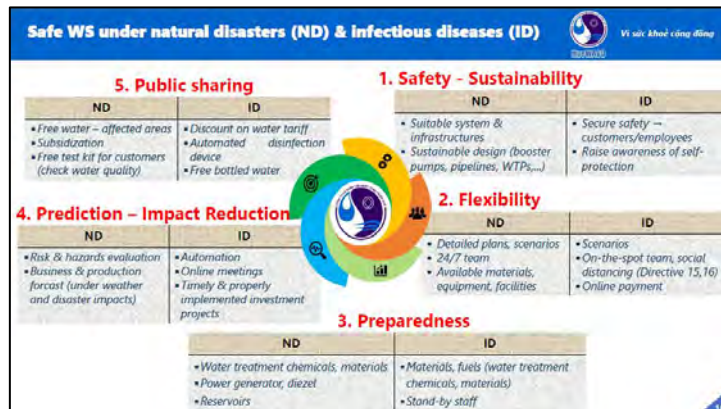 Safe WS under natural disasters (ND) & infectious diseases (ID)
Vì sức khoẻ cộng đồng
5. Public sharing
ND
ID
▪Free water – affected areas
▪Subsidization
▪Free test kit for customers
(check water quality)
▪Discount on water tariff
▪Automated disinfection
device
▪Free bottled water
1. Safety - Sustainability
ND
ID
▪ Suitable system &
infrastructures
▪ Sustainable design (booster
pumps, pipelines, WTPs,...)
▪ Secure safety →
customers/employees
▪ Raise awareness of self-
protection
4. Prediction – Impact Reduction
ND
ID
▪Risk & hazards evaluation
▪Business & production
forcast (under weather
and disaster impacts)
▪Automation
▪Online meetings
▪Timely & properly
implemented investment
projects
2. Flexibility
ND
ID
▪ Detailed plans, scenarios
▪ 24/7 team
▪ Available materials,
equipment, facilities
▪Scenarios
▪On-the-spot team, social
distancing (Directive 15,16)
▪Online payment
3. Preparedness
ND
ID
▪Water treatment chemicals, materials
▪Power generator, diezel
▪Reservoirs
▪Materials, fuels (water treatment
chemicals, materials)
▪Stand-by staff